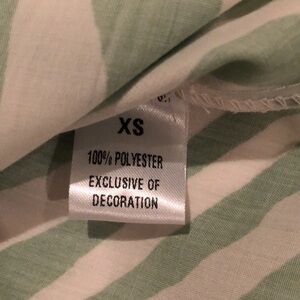 XS
100% POLYESTER
EXCLUSIVE OF
DECORATION